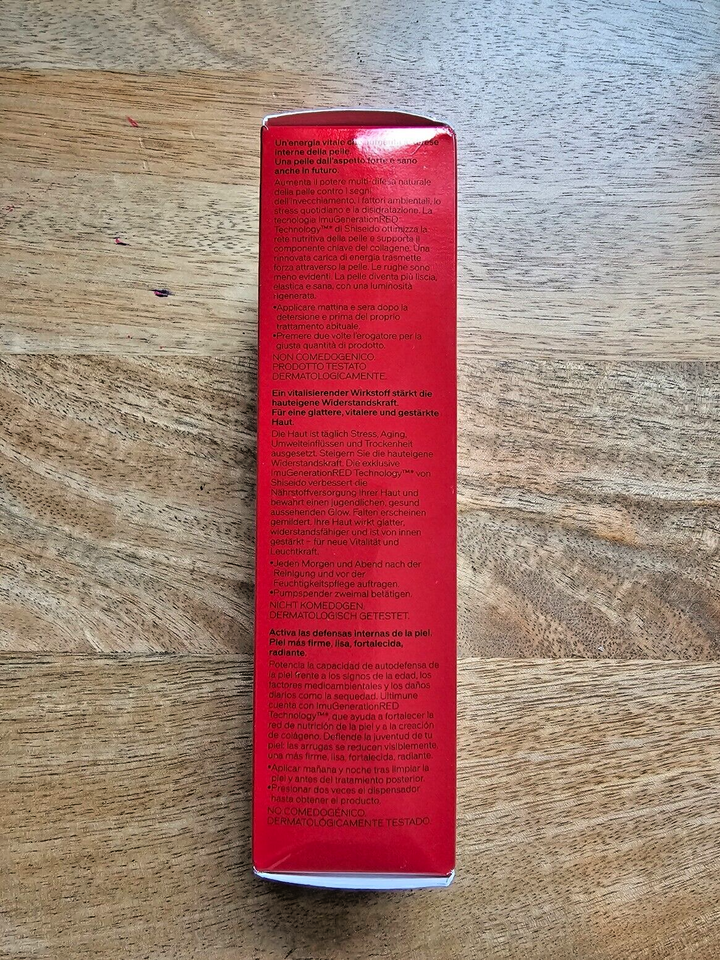 Un'energia vitale
interne della pelle.
Una pelle dall'aspetto forte e sano
anche in futuro.
Aumenta il potere multi-difesa naturale
della pelle contro i segni
dell'invecchiamento, i fattori ambientali, lo
stress quotidiano e la disidratazione. La
tecnologia ImuGenerationRED
Technology™* di Shiseido ottimizza la
rete nutritiva della pelle e supporta il
componente chiave del collagene. Una
rinnovata carica di energia trasmette
forza attraverso la pelle. Le rughe sono
meno evidenti. La pelle diventa più liscia,
elastica e sana, con una luminosità
rigenerata.
•Applicare mattina e sera dopo la
detersione e prima del proprio
trattamento abituale.
•Premere due volte l'erogatore per la
giusta quantità di prodotto.
NON COMEDOGENICO.
PRODOTTO TESTATO
DERMATOLOGICAMENTE.
Ein vitalisierender Wirkstoff stärkt die
hauteigene Widerstandskraft.
Für eine glattere, vitalere und gestärkte
Haut.
Die Haut ist täglich Stress, Aging,
Umwelteinflüssen und Trockenheit
ausgesetzt. Steigern Sie die hauteigene
Widerstandskraft. Die exklusive
ImuGenerationRED Technology™* von
Shiseido verbessert die
Nährstoffversorgung Ihrer Haut und
bewahrt einen jugendlichen, gesund
aussehenden Glow. Falten erscheinen
gemildert. Ihre Haut wirkt glatter,
widerstandsfähiger und ist von innen
gestärkt – für neue Vitalität und
Leuchtkraft.
•Jeden Morgen und Abend nach der
Reinigung und vor der
Feuchtigkeitspflege auftragen.
•Pumpspender zweimal betätigen.
NICHT KOMEDOGEN.
DERMATOLOGISCH GETESTET.
Activa las defensas internas de la piel.
Piel más firme, lisa, fortalecida,
radiante.
Potencia la capacidad de autodefensa de
la piel frente a los signos de la edad, los
factores medioambientales y los daños
diarios como la sequedad. Ultimune
cuenta con ImuGenerationRED
Technology™*, que ayuda a fortalecer la
red de nutrición de la piel y a la creación
de colágeno. Defiende la juventud de tu
piel: las arrugas se reducen visiblemente,
una más firme, lisa, fortalecida, radiante.
•Aplicar mañana y noche tras limpiar la
piel y antes del tratamiento posterior.
•Presionar dos veces el dispensador
hasta obtener el producto.
NO COMEDOGÉNICO.
DERMATOLÓGICAMENTE TESTADO.